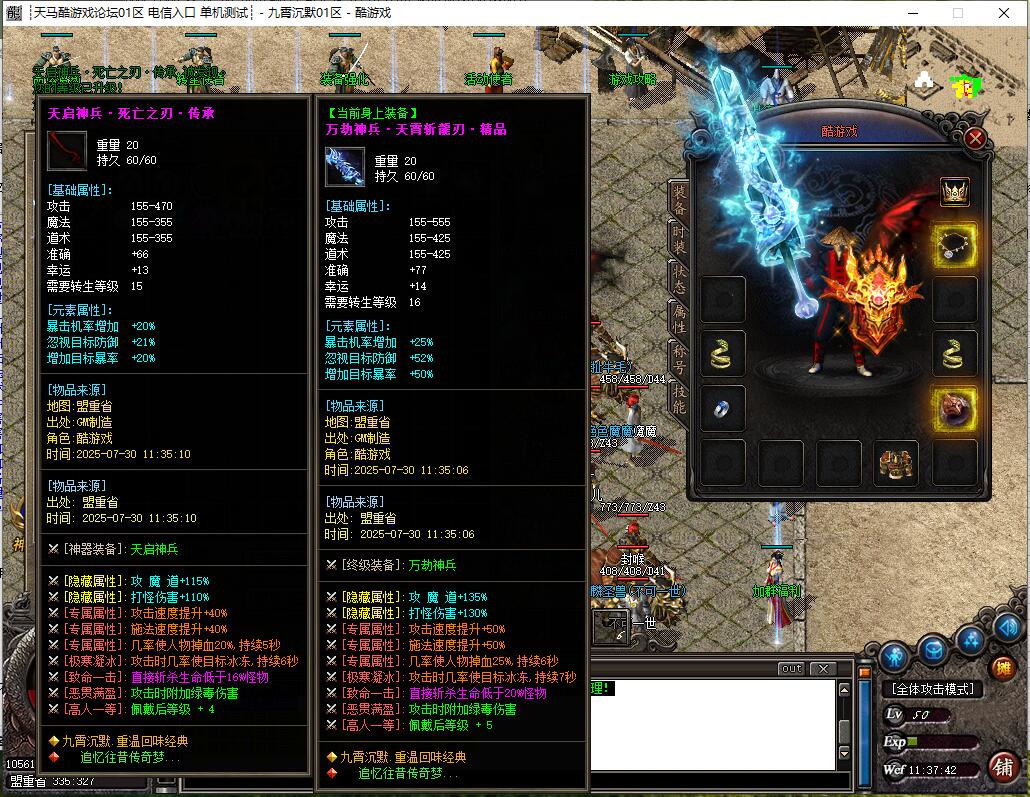 天马酷游戏论坛01区 电信入口 单机测试 - 九霄沉默01区 - 酷游戏
装备强化
活动使者
游戏攻略
天启神兵·死亡之刃·传承
重量 20
持久 60/60
[基础属性]:
攻击 155-470
魔法 155-355
道术 155-355
准确 +66
幸运 +13
需要转生等级 15
[元素属性]:
暴击机率增加 +20%
忽视目标防御 +21%
增加目标暴率 +20%
[物品来源]
地图:盟重省
出处:GM制造
角色:酷游戏
时间:2025-07-30 11:35:10
[物品来源]
出处: 盟重省
时间: 2025-07-30 11:35:10
[神器装备]: 天启神兵
[隐藏属性]: 攻 魔 道+115%
[隐藏属性]: 打怪伤害+110%
[专属属性]: 攻击速度提升+40%
[专属属性]: 施法速度提升+40%
[专属属性]: 几率使人物掉血20%, 持续5秒
[极寒凝冰]: 攻击时几率使目标冰冻, 持续6秒
[致命一击]: 直接斩杀生命低于16%怪物
[恶贯满盈]: 攻击时附加绿毒伤害
[高人一等]: 佩戴后等级 + 4
九霄沉默.重温回味经典
追忆往昔传奇梦...
【当前身上装备】
万劫神兵·天霄斩龍刃·精品
重量 20
持久 60/60
[基础属性]:
攻击 155-555
魔法 155-425
道术 155-425
准确 +77
幸运 +14
需要转生等级 16
[元素属性]:
暴击机率增加 +25%
忽视目标防御 +52%
增加目标暴率 +50%
[物品来源]
地图:盟重省
出处:GM制造
角色:酷游戏
时间:2025-07-30 11:35:06
[物品来源]
出处: 盟重省
时间: 2025-07-30 11:35:06
[终级装备]: 万劫神兵
[隐藏属性]: 攻 魔 道+135%
[隐藏属性]: 打怪伤害+130%
[专属属性]: 攻击速度提升+50%
[专属属性]: 施法速度提升+50%
[专属属性]: 几率使人物掉血25%, 持续6秒
[极寒凝冰]: 攻击时几率使目标冰冻, 持续7秒
[致命一击]: 直接斩杀生命低于20%怪物
[恶贯满盈]: 攻击时附加绿毒伤害
[高人一等]: 佩戴后等级 + 5
九霄沉默.重温回味经典
追忆往昔传奇梦...
酷游戏
装备
时装
状态
属性
称号
技能
458/458/D44
773/773/Z43
封喉
408/408/D41
加群福利
理!
out
[全体攻击模式]
Lv 50
Exp
Wef 11:37:42
摊
铺
盟重省 335:327